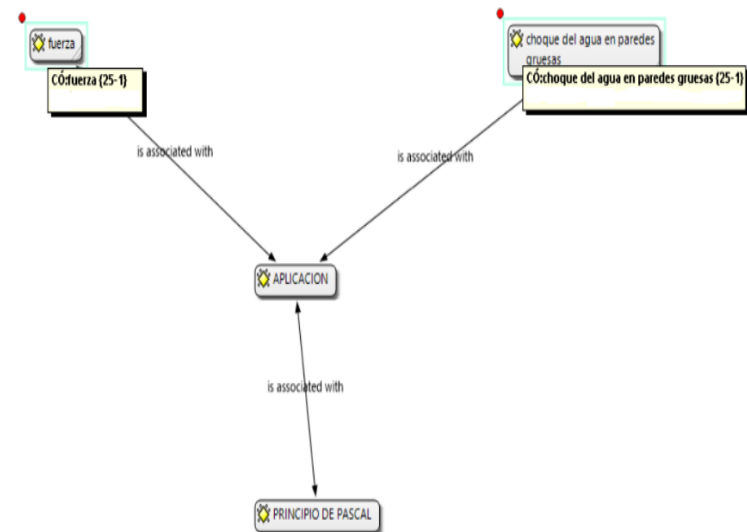 fuerza
choque del agua en paredes
gruesas
CÓ:fuerza {25-1}
CÓ:choque del agua en paredes gruesas {25-1}
is associated with
is associated with
APLICACION
is associated with
PRINCIPIO DE PASCAL